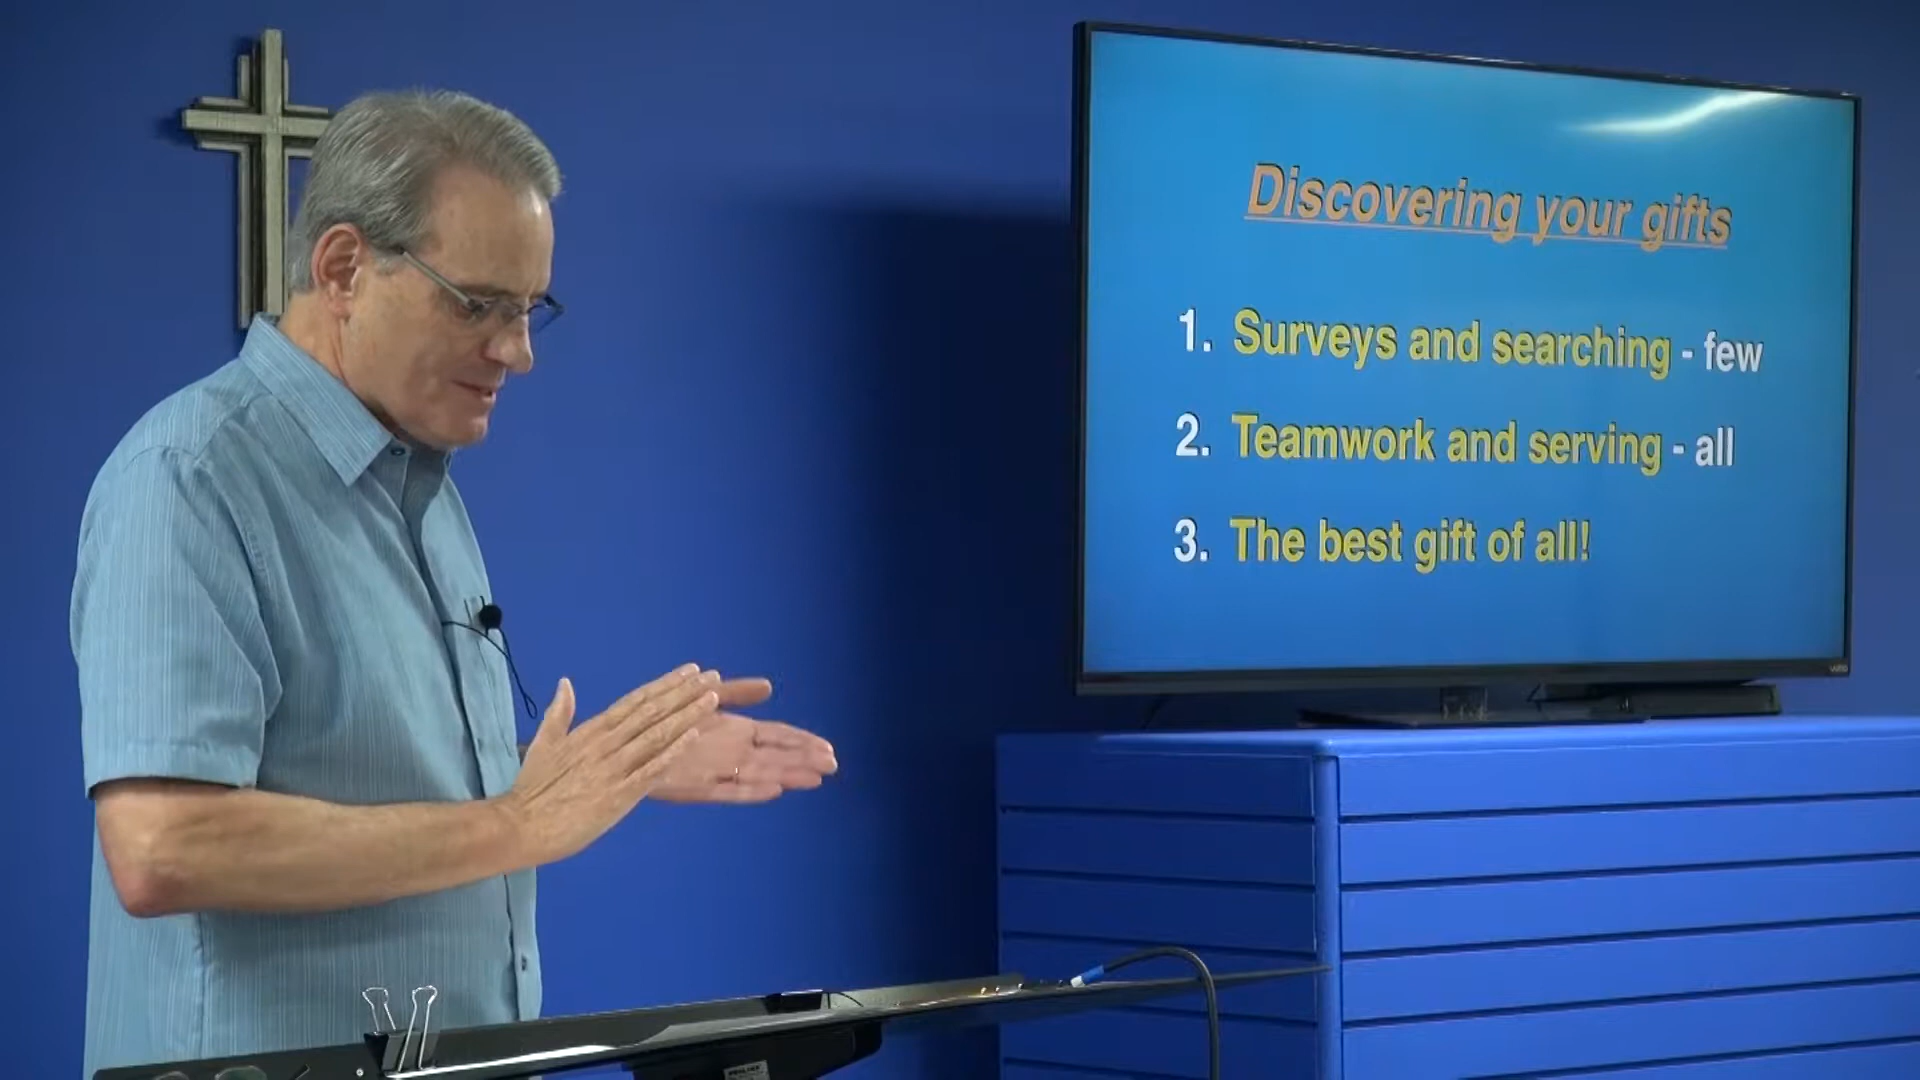 Discovering your gifts
1. Surveys and searching - few
2. Teamwork and serving - all
3. The best gift of all!
VIZIO